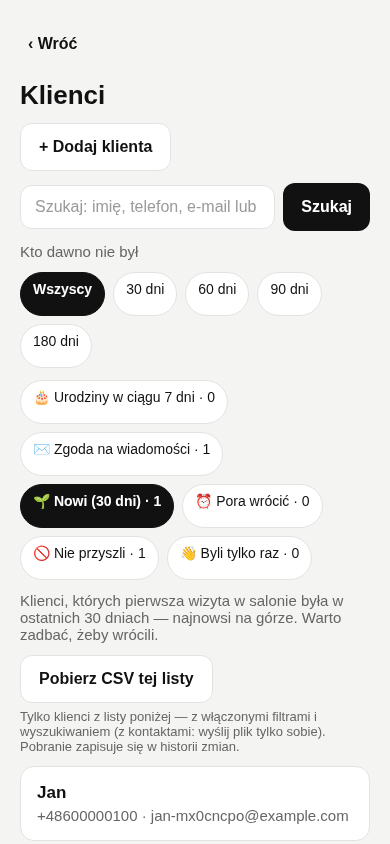 ‹ Wróć
Klienci
+ Dodaj klienta
Szukaj: imię, telefon, e-mail lub
Szukaj
Kto dawno nie był
Wszyscy
30 dni
60 dni
90 dni
180 dni
🎂 Urodziny w ciągu 7 dni · 0
✉️ Zgoda na wiadomości · 1
🌱 Nowi (30 dni) · 1
⏰ Pora wrócić · 0
🚫 Nie przyszli · 1
👋 Byli tylko raz · 0
Klienci, których pierwsza wizyta w salonie była w
ostatnich 30 dniach — najnowsi na górze. Warto
zadbać, żeby wrócili.
Pobierz CSV tej listy
Tylko klienci z listy poniżej — z włączonymi filtrami i
wyszukiwaniem (z kontaktami: wyślij plik tylko sobie).
Pobranie zapisuje się w historii zmian.
Jan
+48600000100 · jan-mx0cncpo@example.com